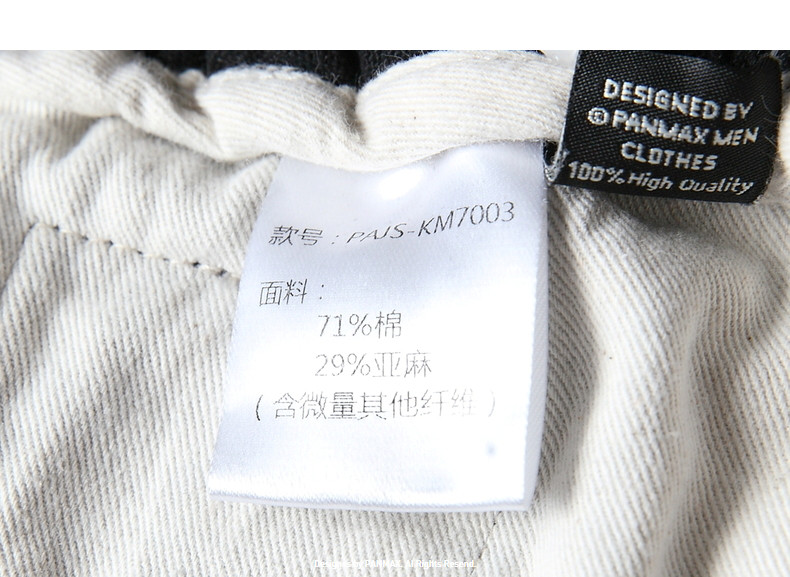 DESIGNED BY
© PANMAX MEN
CLOTHES
100% High Quality
款号：PAJS-KM7003
面料：
71%棉
29%亚麻
（含微量其他纤维）